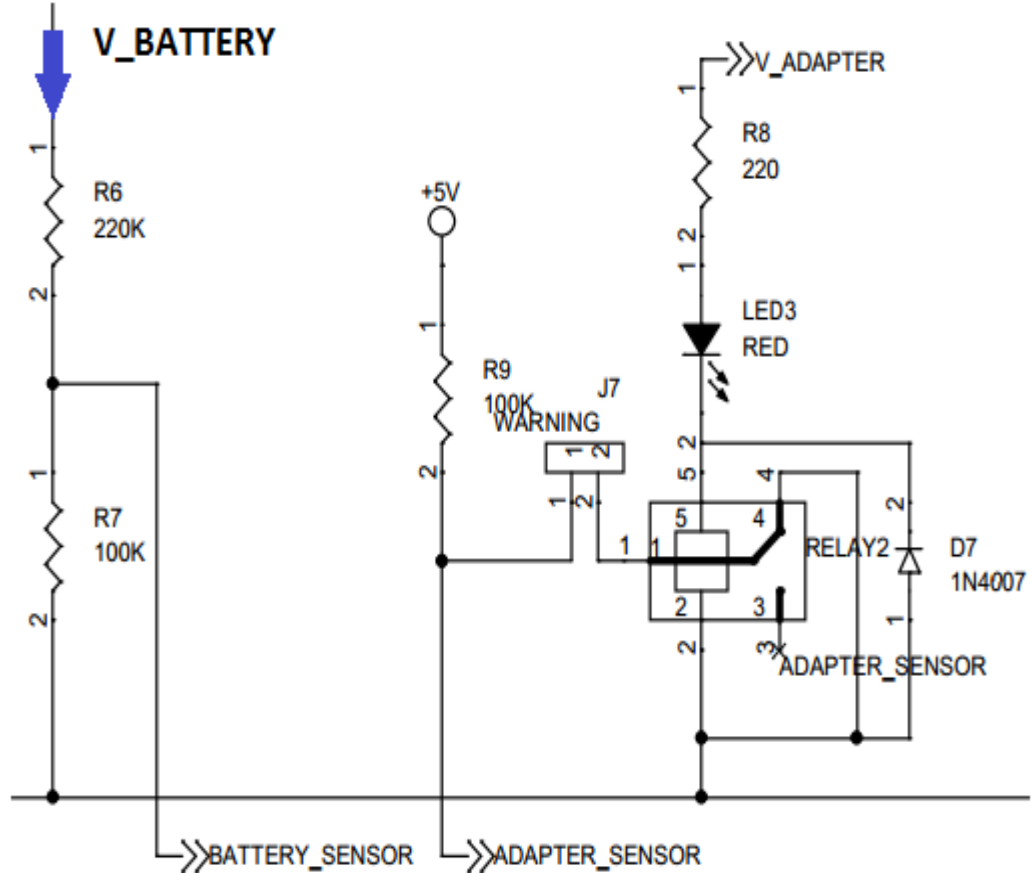 V_BATTERY
V_ADAPTER
1
R8
220
1
R6
220K
+5V
2
2
1
1
LED3
RED
R9
100K
J7
WARNING
1 2
2
2
1
5
4
2
1
2
R7
100K
5
4
1
1
RELAY2
D7
1N4007
2
3
1
2
2
3
ADAPTER_SENSOR
BATTERY_SENSOR
ADAPTER_SENSOR